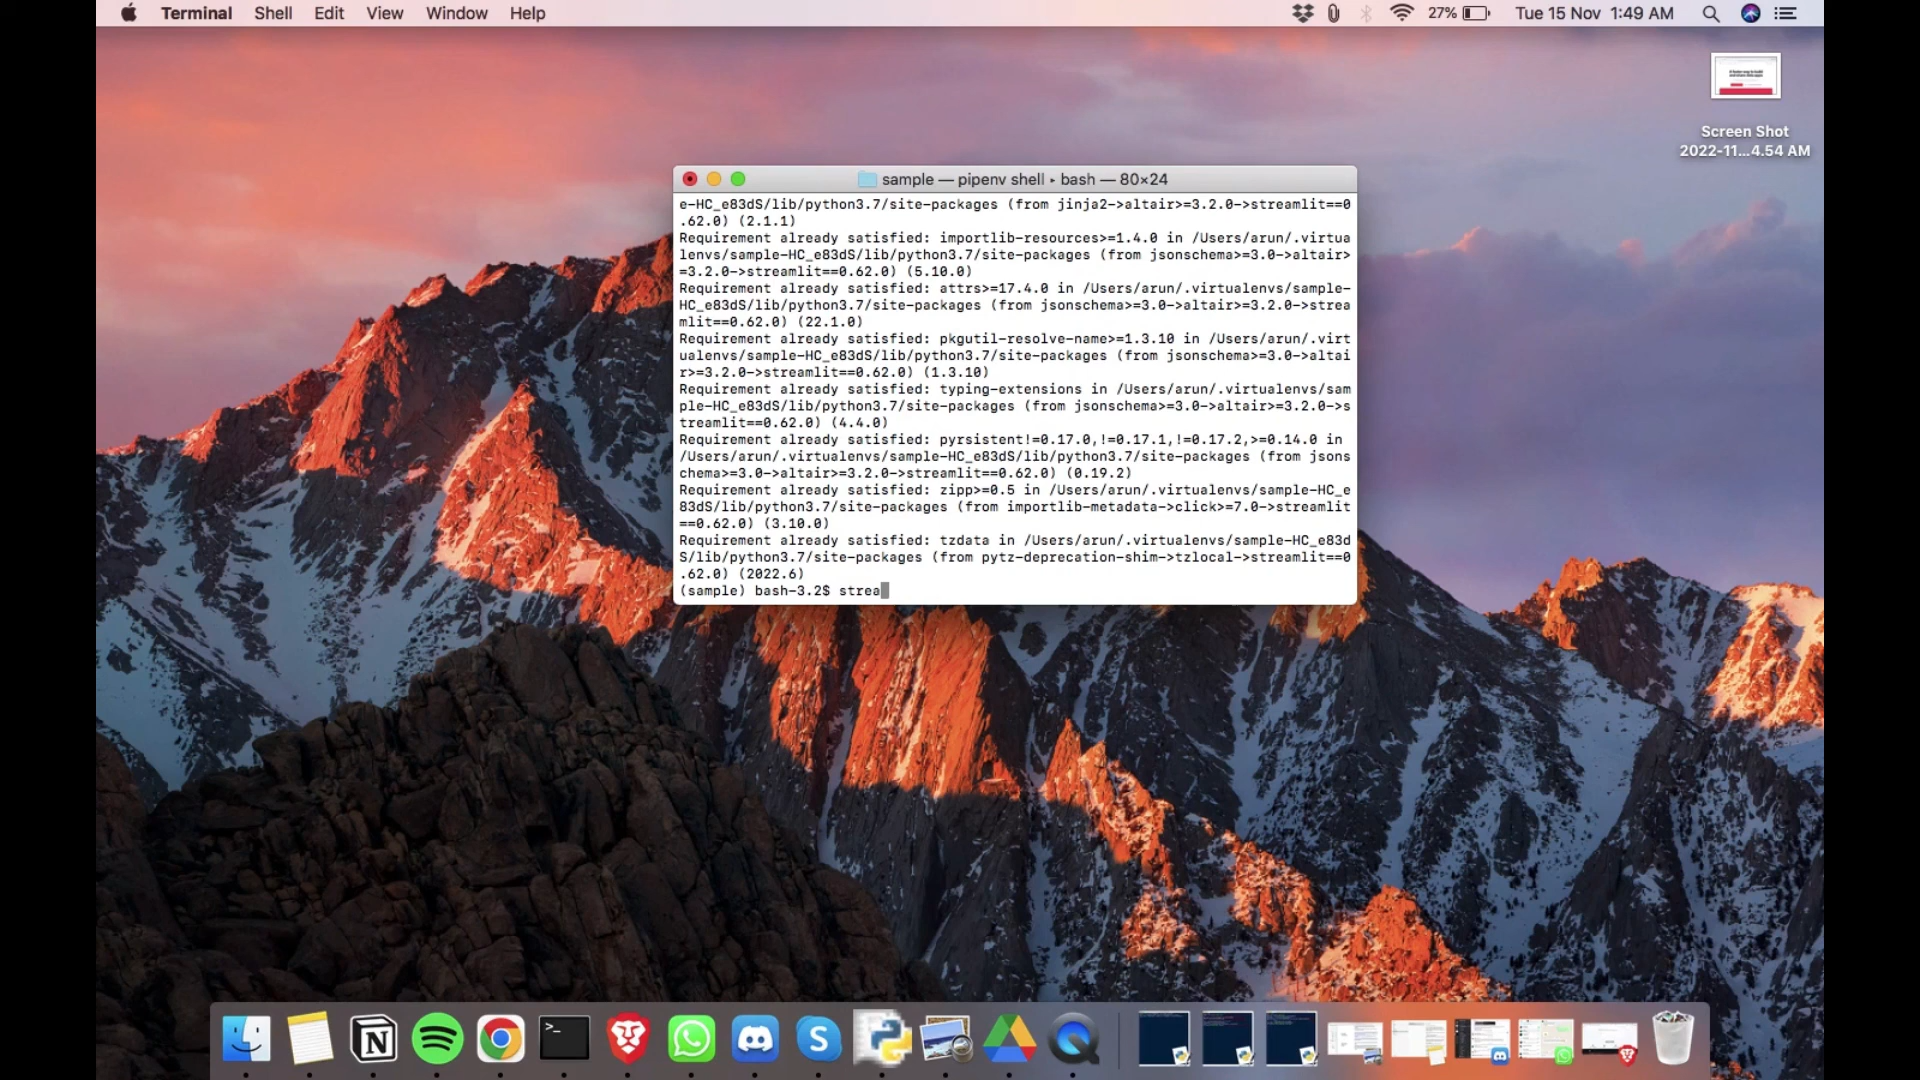 Terminal Shell Edit View Window Help 27% Tue 15 Nov 1:49 AM
Screen Shot
2022-11...4.54 AM
sample — pipenv shell ▸ bash — 80×24
e-HC_e83dS/lib/python3.7/site-packages (from jinja2->altair>=3.2.0->streamlit==0
.62.0) (2.1.1)
Requirement already satisfied: importlib-resources>=1.4.0 in /Users/arun/.virtua
lenvs/sample-HC_e83dS/lib/python3.7/site-packages (from jsonschema>=3.0->altair>
=3.2.0->streamlit==0.62.0) (5.10.0)
Requirement already satisfied: attrs>=17.4.0 in /Users/arun/.virtualenvs/sample-
HC_e83dS/lib/python3.7/site-packages (from jsonschema>=3.0->altair>=3.2.0->strea
mlit==0.62.0) (22.1.0)
Requirement already satisfied: pkgutil-resolve-name>=1.3.10 in /Users/arun/.virt
ualenvs/sample-HC_e83dS/lib/python3.7/site-packages (from jsonschema>=3.0->altai
r>=3.2.0->streamlit==0.62.0) (1.3.10)
Requirement already satisfied: typing-extensions in /Users/arun/.virtualenvs/sam
ple-HC_e83dS/lib/python3.7/site-packages (from jsonschema>=3.0->altair>=3.2.0->s
treamlit==0.62.0) (4.4.0)
Requirement already satisfied: pyrsistent!=0.17.0,!=0.17.1,!=0.17.2,>=0.14.0 in
/Users/arun/.virtualenvs/sample-HC_e83dS/lib/python3.7/site-packages (from jsons
chema>=3.0->altair>=3.2.0->streamlit==0.62.0) (0.19.2)
Requirement already satisfied: zipp>=0.5 in /Users/arun/.virtualenvs/sample-HC_e
83dS/lib/python3.7/site-packages (from importlib-metadata->click>=7.0->streamlit
==0.62.0) (3.10.0)
Requirement already satisfied: tzdata in /Users/arun/.virtualenvs/sample-HC_e83d
S/lib/python3.7/site-packages (from pytz-deprecation-shim->tzlocal->streamlit==0
.62.0) (2022.6)
(sample) bash-3.2$ strea